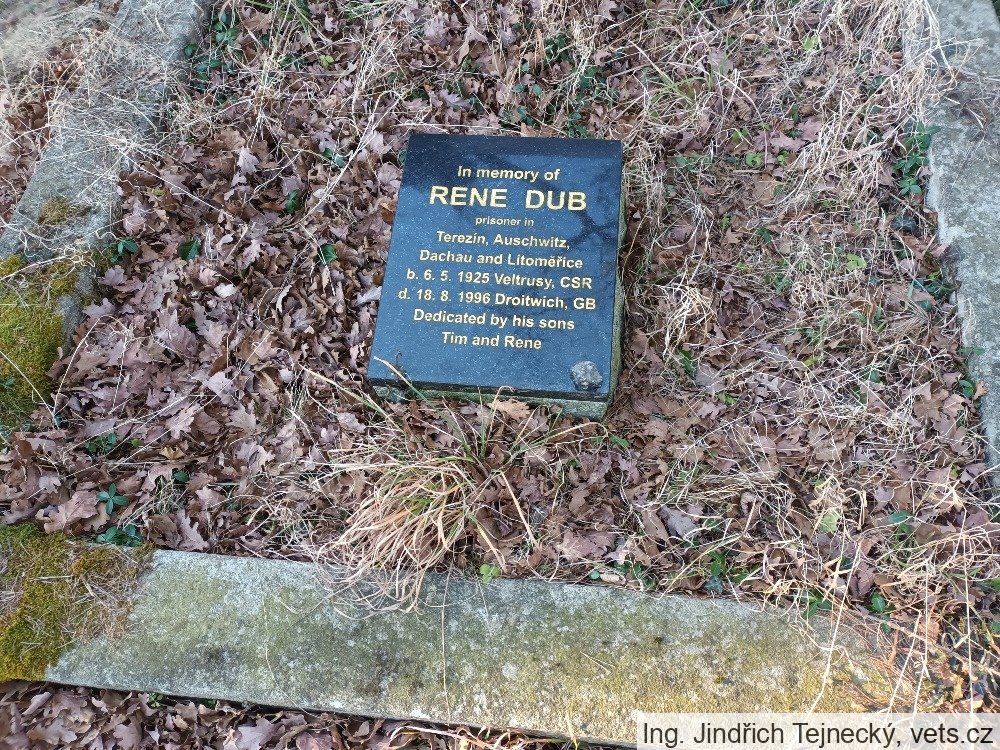 In memory of
RENE DUB
prisoner in
Terezín, Auschwitz,
Dachau and Litoměřice
b. 6. 5. 1925 Veltrusy, CSR
d. 18. 8. 1996 Droitwich, GB
Dedicated by his sons
Tim and Rene
Ing. Jindřich Tejnecký, vets.cz